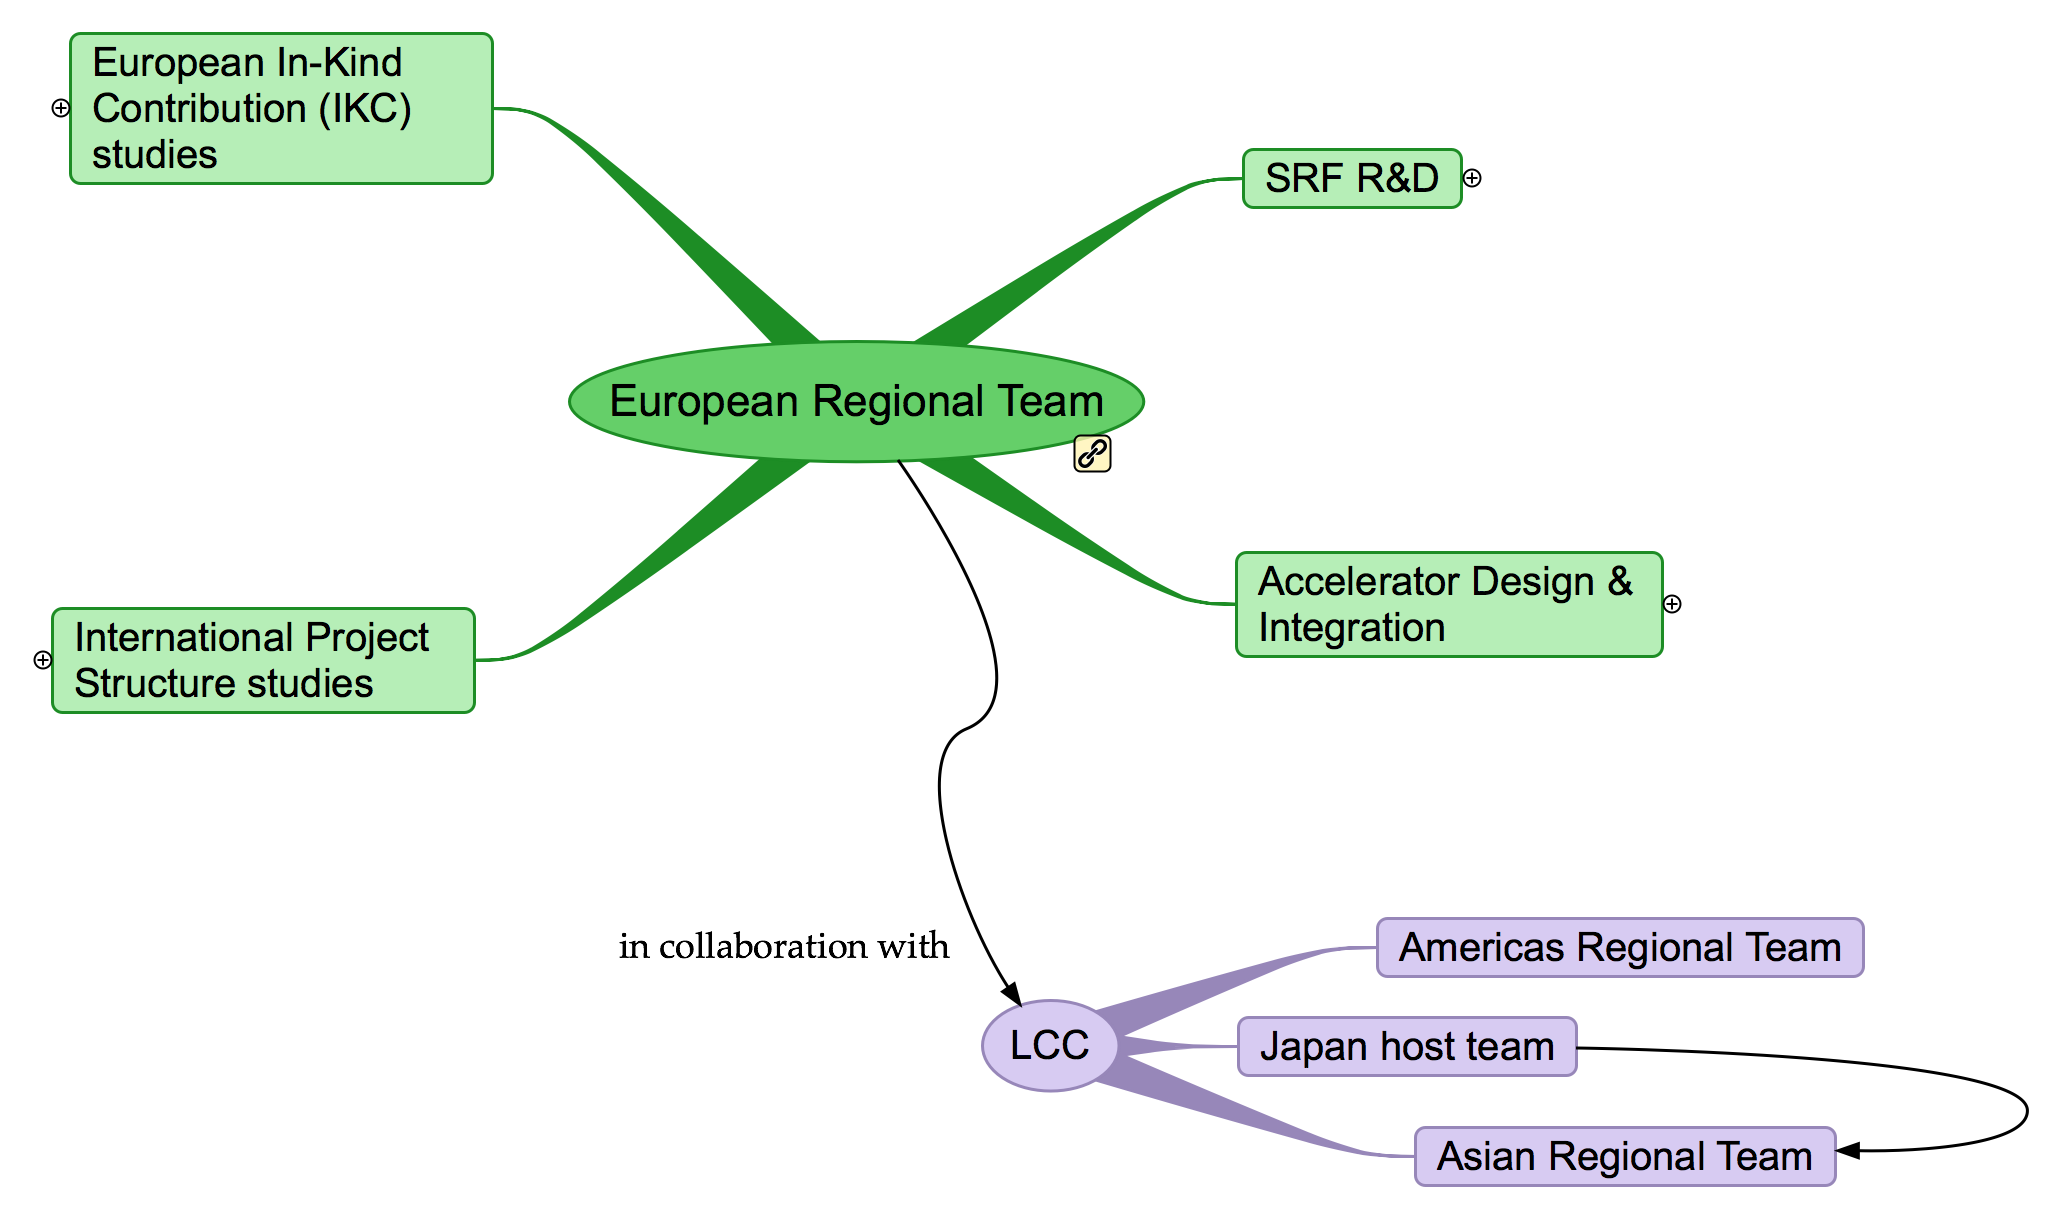 European In-Kind
Contribution (IKC)
studies
SRF R&D
European Regional Team
Accelerator Design &
Integration
International Project
Structure studies
in collaboration with
Americas Regional Team
LCC
Japan host team
Asian Regional Team